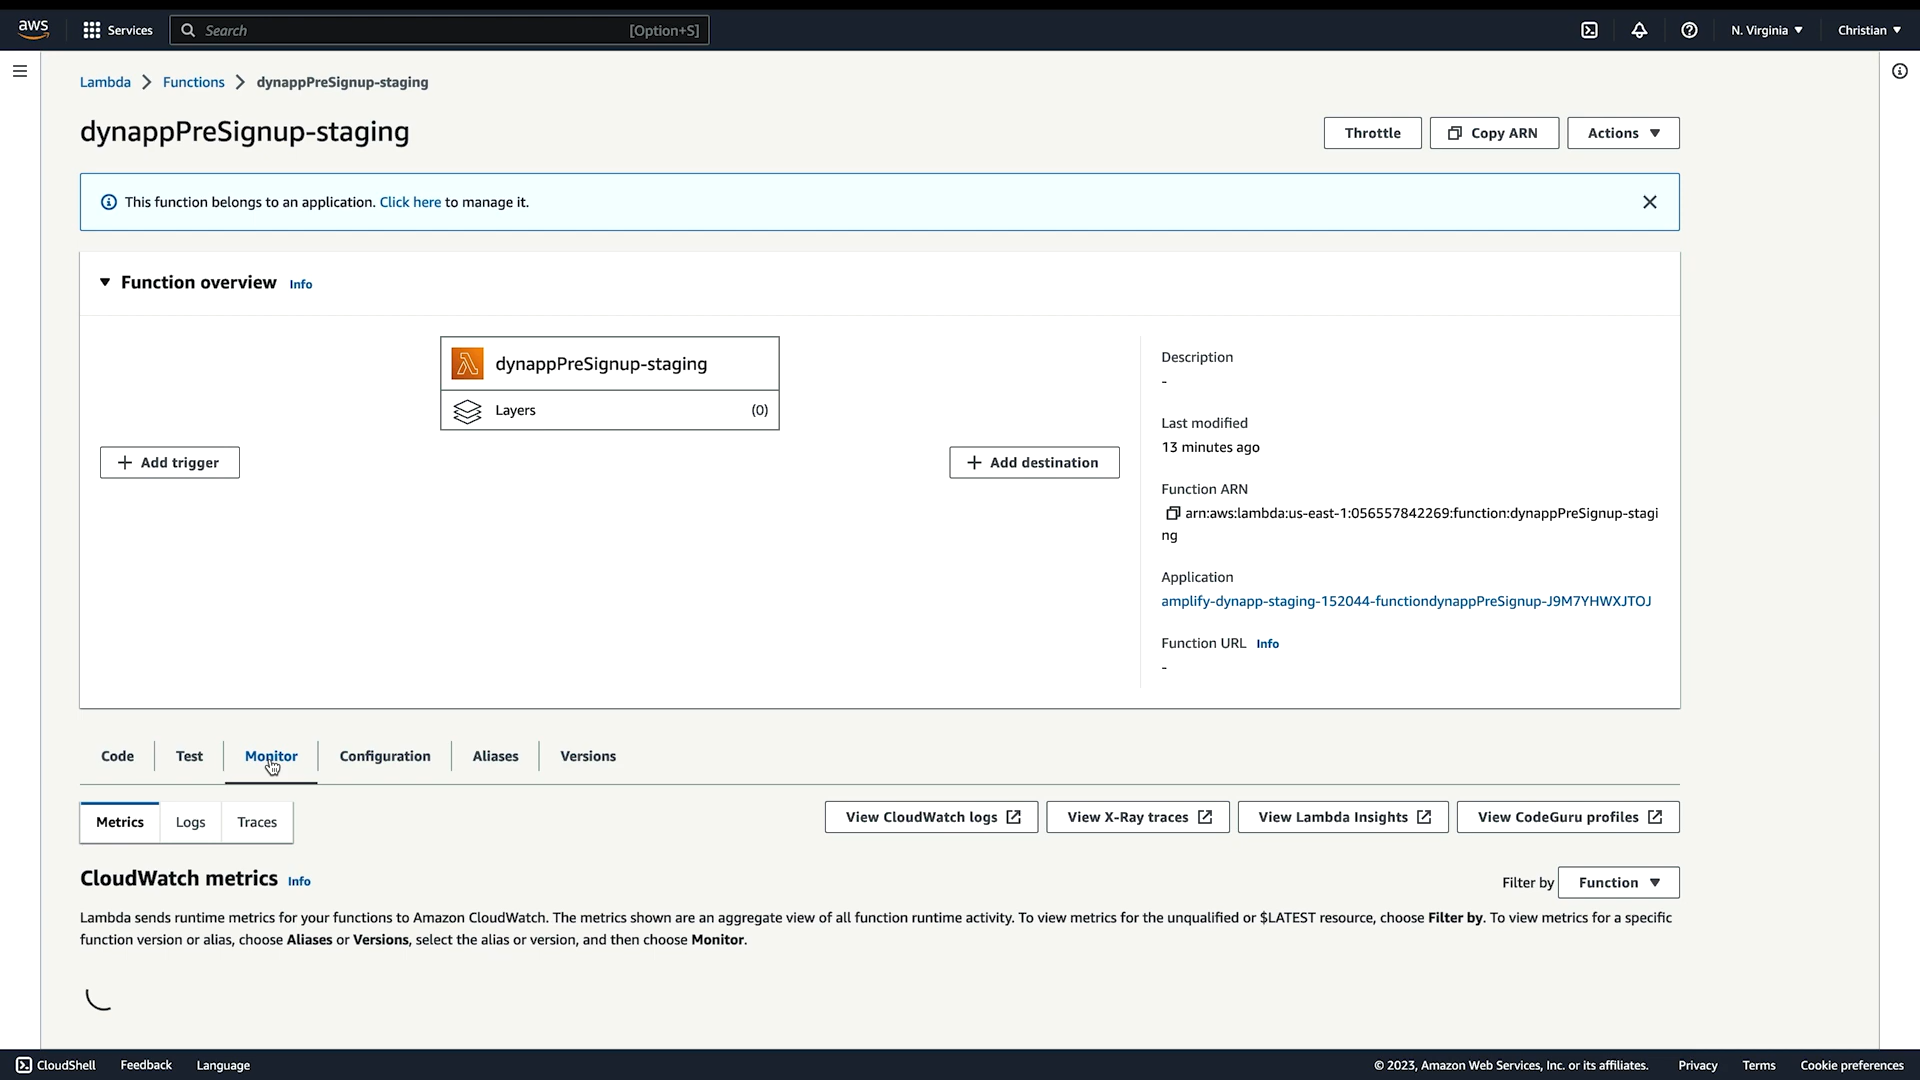 aws
Services
Search
[Option+S]
N. Virginia
Christian
Lambda
Functions
dynappPreSignup-staging
dynappPreSignup-staging
Throttle
Copy ARN
Actions
This function belongs to an application. Click here to manage it.
Function overview Info
dynappPreSignup-staging
Layers
(0)
Add trigger
Add destination
Description
-
Last modified
13 minutes ago
Function ARN
arn:aws:lambda:us-east-1:056557842269:function:dynappPreSignup-stagi
ng
Application
amplify-dynapp-staging-152044-functiondynappPreSignup-J9M7YHWXJTOJ
Function URL Info
-
Code
Test
Monitor
Configuration
Aliases
Versions
Metrics
Logs
Traces
View CloudWatch logs
View X-Ray traces
View Lambda Insights
View CodeGuru profiles
CloudWatch metrics Info
Filter by
Function
Lambda sends runtime metrics for your functions to Amazon CloudWatch. The metrics shown are an aggregate view of all function runtime activity. To view metrics for the unqualified or $LATEST resource, choose Filter by. To view metrics for a specific
function version or alias, choose Aliases or Versions, select the alias or version, and then choose Monitor.
CloudShell
Feedback
Language
© 2023, Amazon Web Services, Inc. or its affiliates.
Privacy
Terms
Cookie preferences